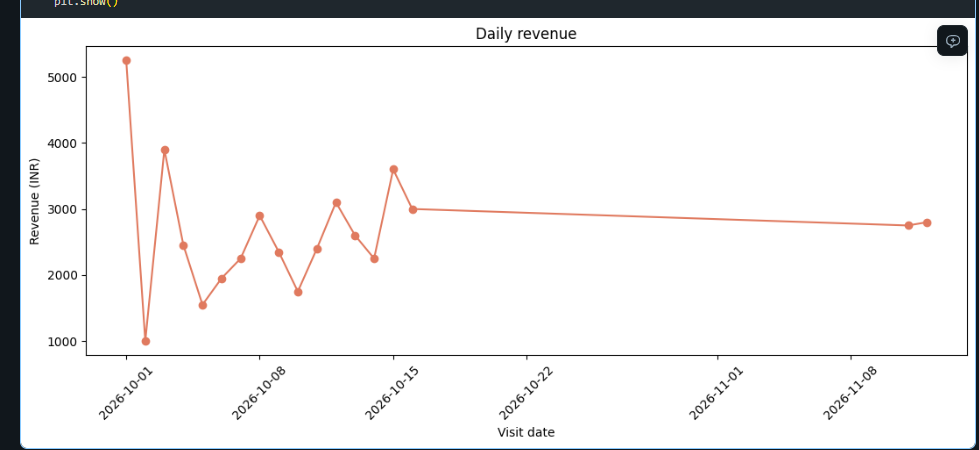 plt.show()
Daily revenue
5000
4000
3000
2000
1000
Revenue (INR)
2026-10-01
2026-10-08
2026-10-15
2026-10-22
2026-11-01
2026-11-08
Visit date